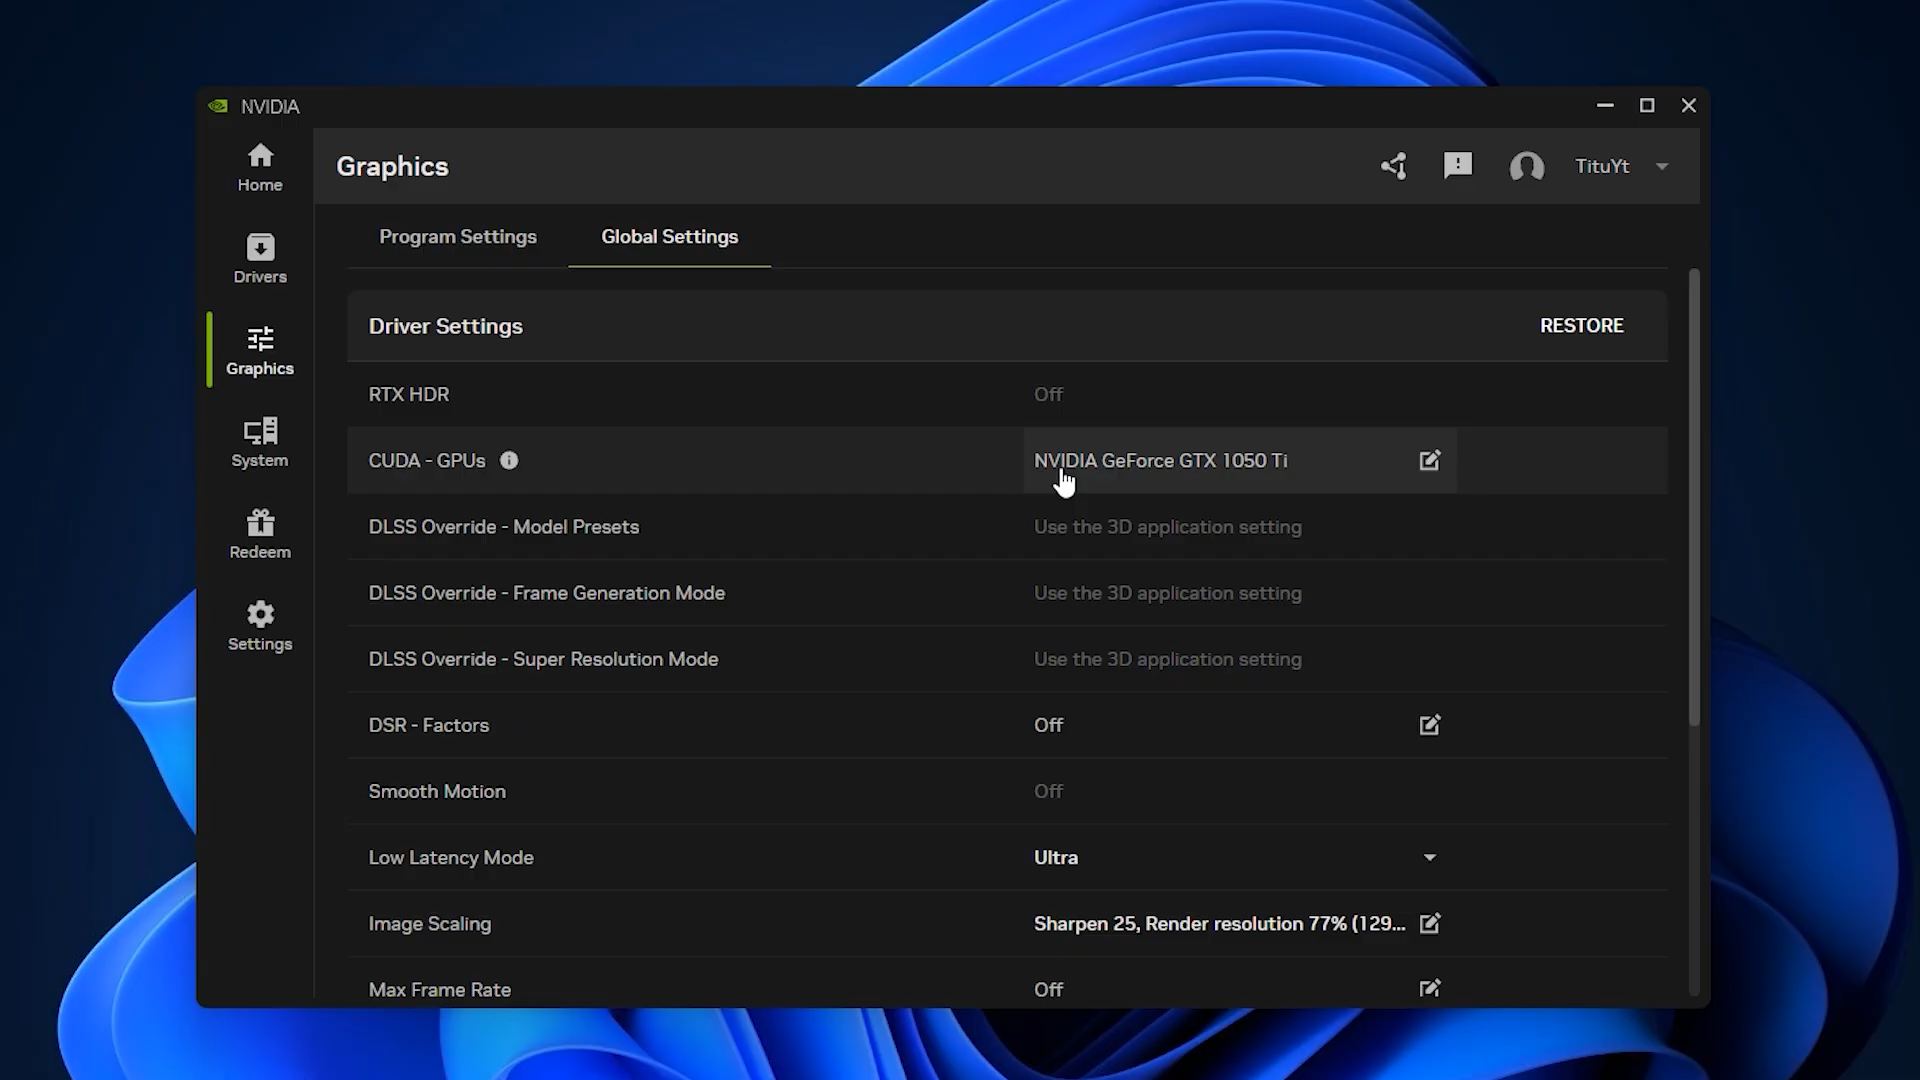 NVIDIA
Home
Drivers
Graphics
System
Redeem
Settings
Graphics
TituYt
Program Settings
Global Settings
Driver Settings
RESTORE
RTX HDR
Off
CUDA - GPUs
NVIDIA GeForce GTX 1050 Ti
DLSS Override - Model Presets
Use the 3D application setting
DLSS Override - Frame Generation Mode
Use the 3D application setting
DLSS Override - Super Resolution Mode
Use the 3D application setting
DSR - Factors
Off
Smooth Motion
Off
Low Latency Mode
Ultra
Image Scaling
Sharpen 25, Render resolution 77% (129...
Max Frame Rate
Off